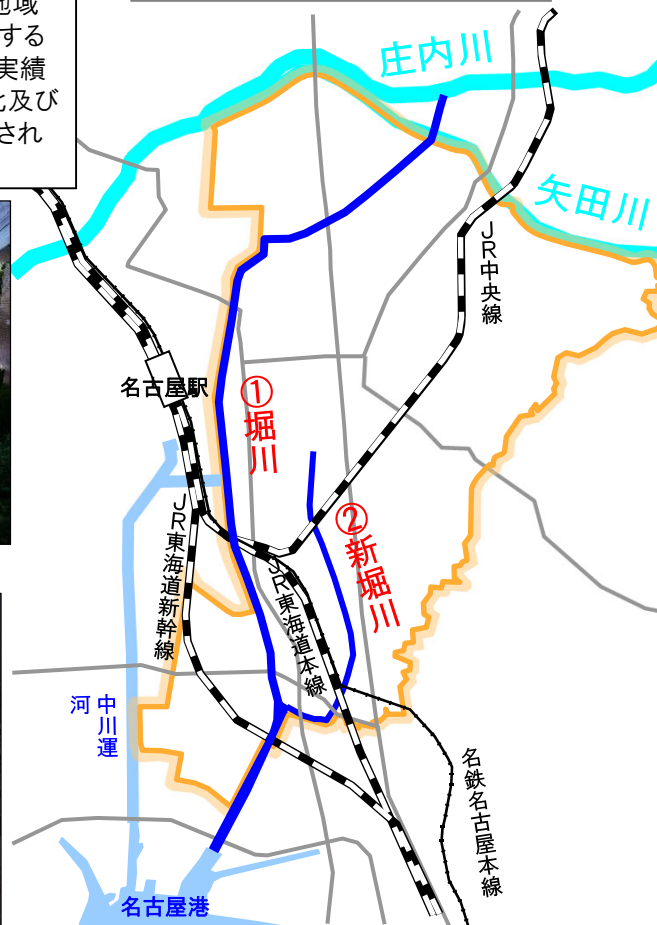 地域
する
実績
比及び
され
庄内川
矢田川
JR中央線
名古屋駅
①堀川
②新堀川
JR東海道新幹線
JR東海道本線
中川運
河
名鉄名古屋本線
名古屋港